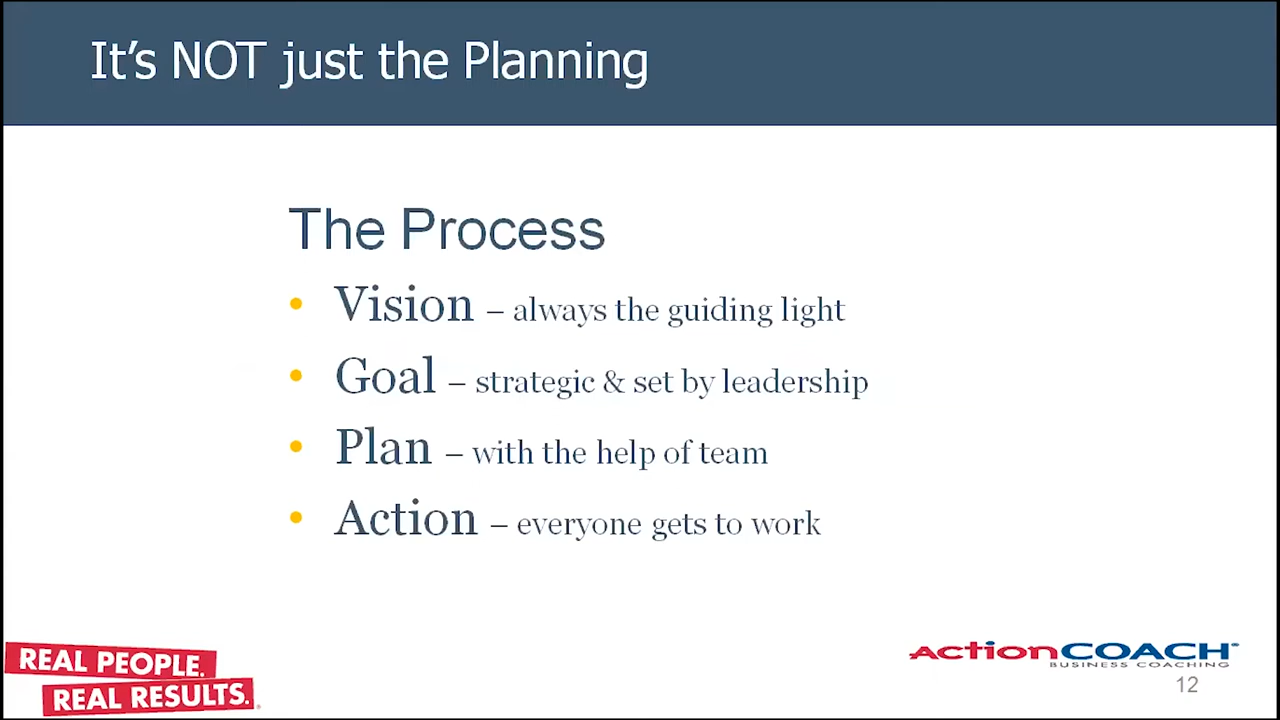 It's NOT just the Planning
The Process
• Vision – always the guiding light
• Goal – strategic & set by leadership
• Plan – with the help of team
• Action – everyone gets to work
REAL PEOPLE.
REAL RESULTS.
ActionCOACH
BUSINESS COACHING
12